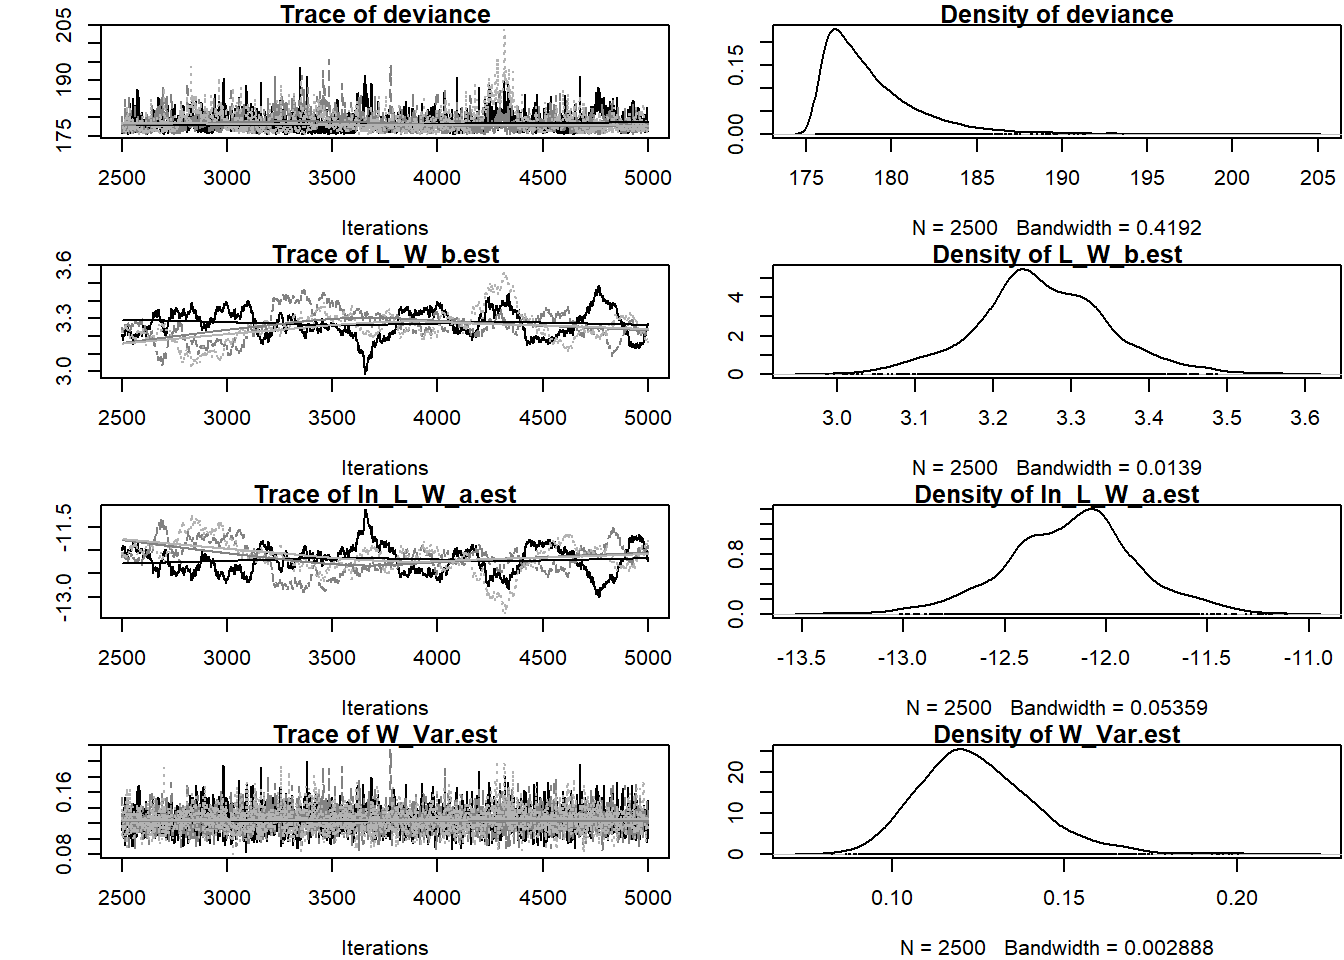 Trace of deviance
205
190
175
2500 3000 3500 4000 4500 5000
Iterations
Density of deviance
0.15
0.00
175 180 185 190 195 200 205
N = 2500 Bandwidth = 0.4192
Trace of L_W_b.est
3.6
3.3
3.0
2500 3000 3500 4000 4500 5000
Iterations
Density of L_W_b.est
4
2
0
3.0 3.1 3.2 3.3 3.4 3.5 3.6
N = 2500 Bandwidth = 0.0139
Trace of ln_L_W_a.est
-11.5
-13.0
2500 3000 3500 4000 4500 5000
Iterations
Density of ln_L_W_a.est
0.8
0.0
-13.5 -13.0 -12.5 -12.0 -11.5 -11.0
N = 2500 Bandwidth = 0.05359
Trace of W_Var.est
0.16
0.08
2500 3000 3500 4000 4500 5000
Iterations
Density of W_Var.est
20
10
0
0.10 0.15 0.20
N = 2500 Bandwidth = 0.002888